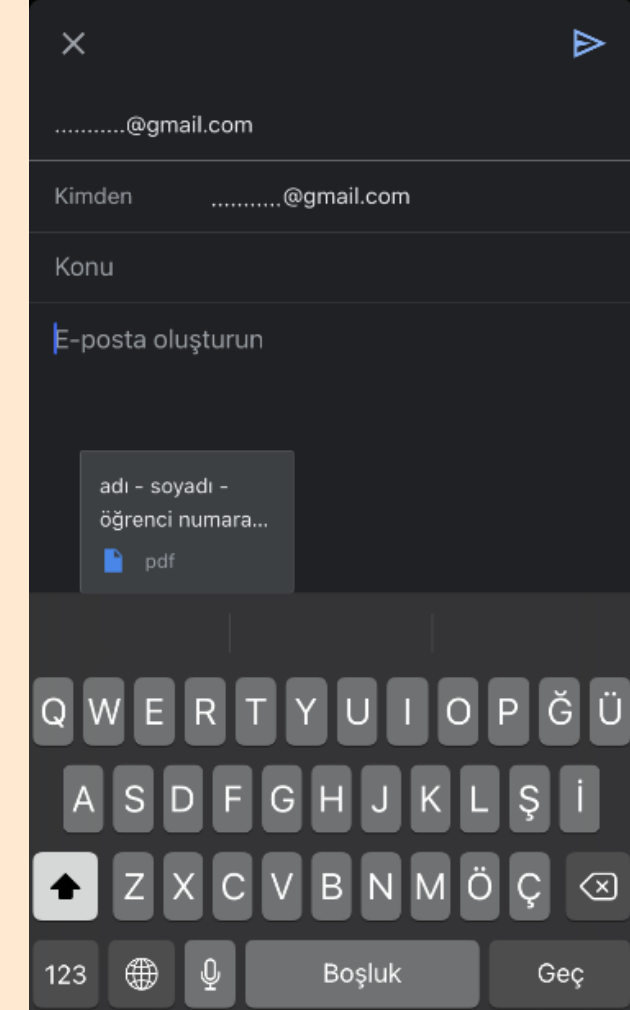 ...........@gmail.com
Kimden ...........@gmail.com
Konu
E-posta oluşturun
adı - soyadı -
öğrenci numara...
pdf
Q W E R T Y U I O P Ğ Ü
A S D F G H J K L Ş İ
Z X C V B N M Ö Ç
123 Boşluk Geç